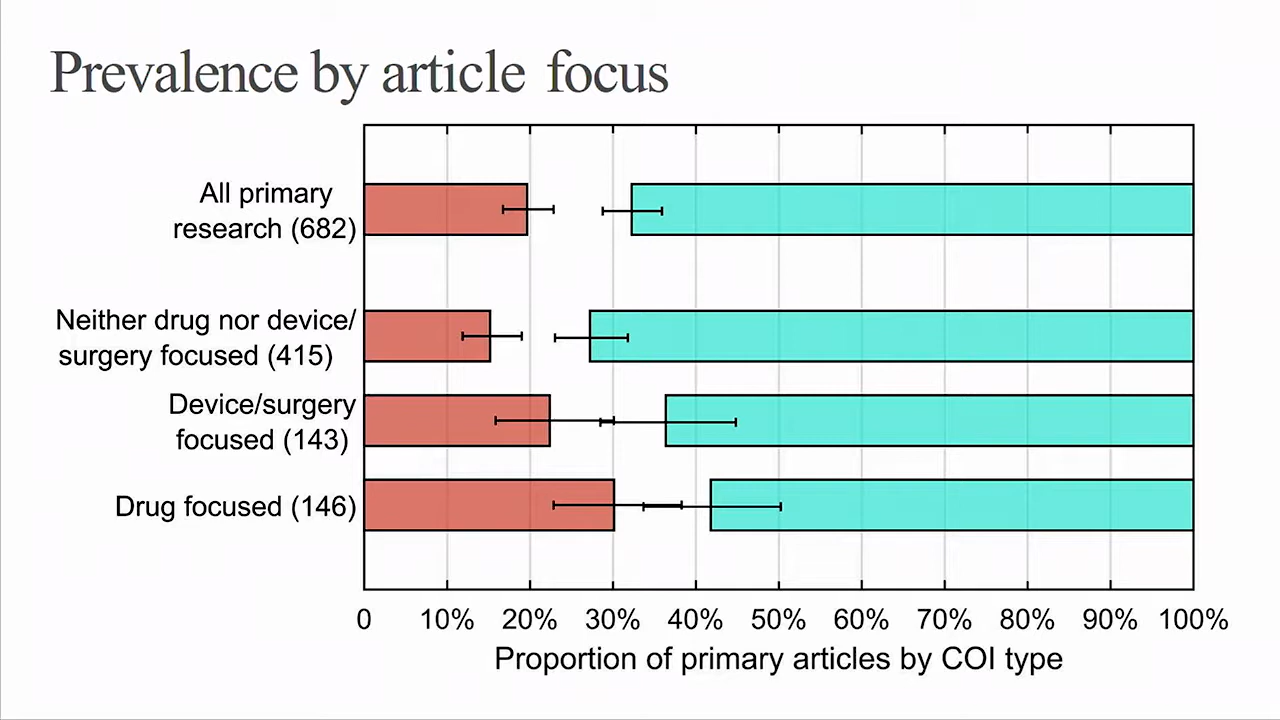 Prevalence by article focus
All primary
research (682)
Neither drug nor device/
surgery focused (415)
Device/surgery
focused (143)
Drug focused (146)
0 10% 20% 30% 40% 50% 60% 70% 80% 90% 100%
Proportion of primary articles by COI type